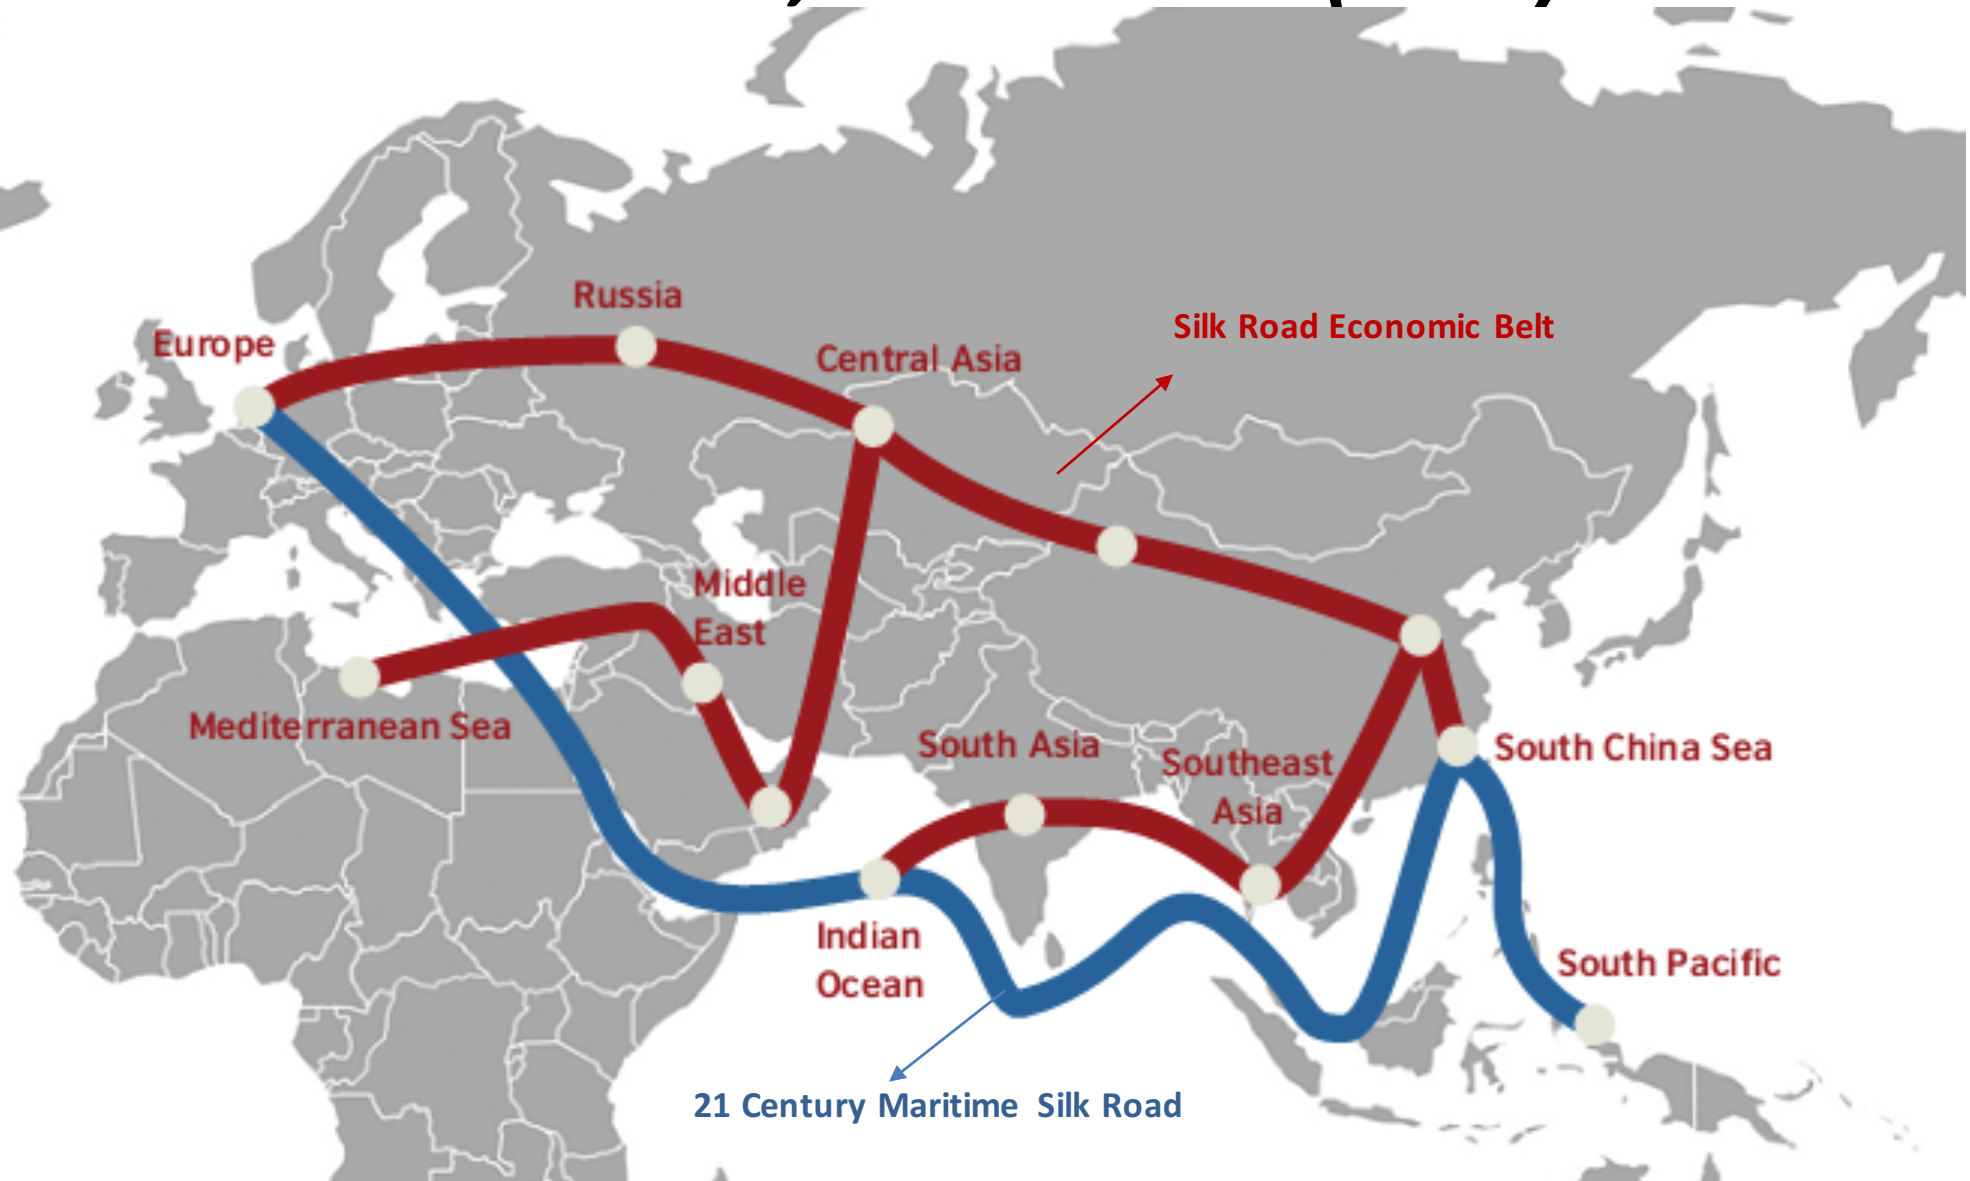 Russia
Silk Road Economic Belt
Europe
Central Asia
Middle
East
Mediterranean Sea
South Asia
Southeast
Asia
South China Sea
Indian
Ocean
South Pacific
21 Century Maritime Silk Road